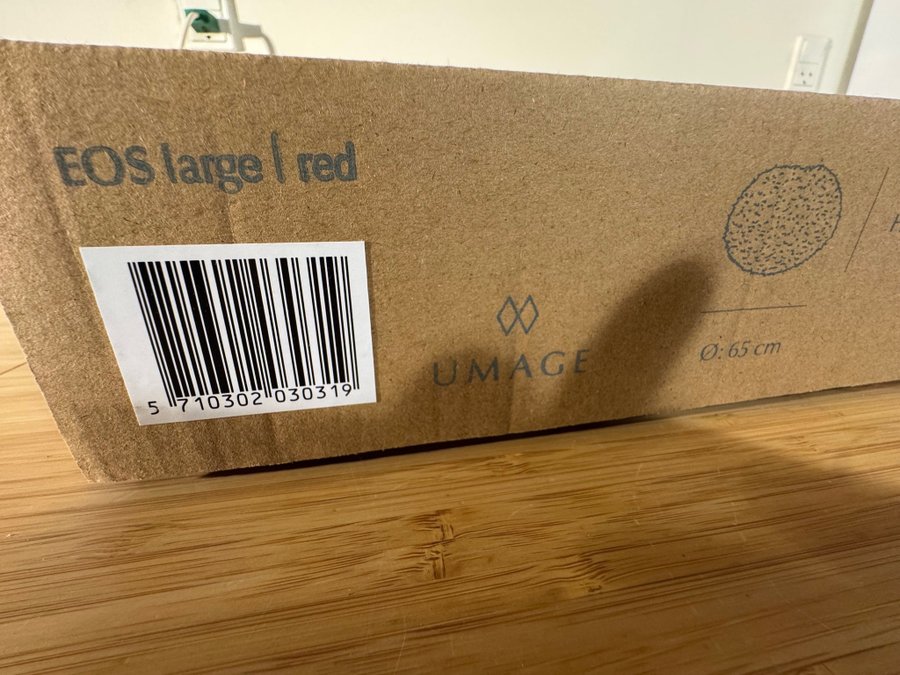 EOS large | red
5 710302 030319
UMAGE
Ø: 65 cm